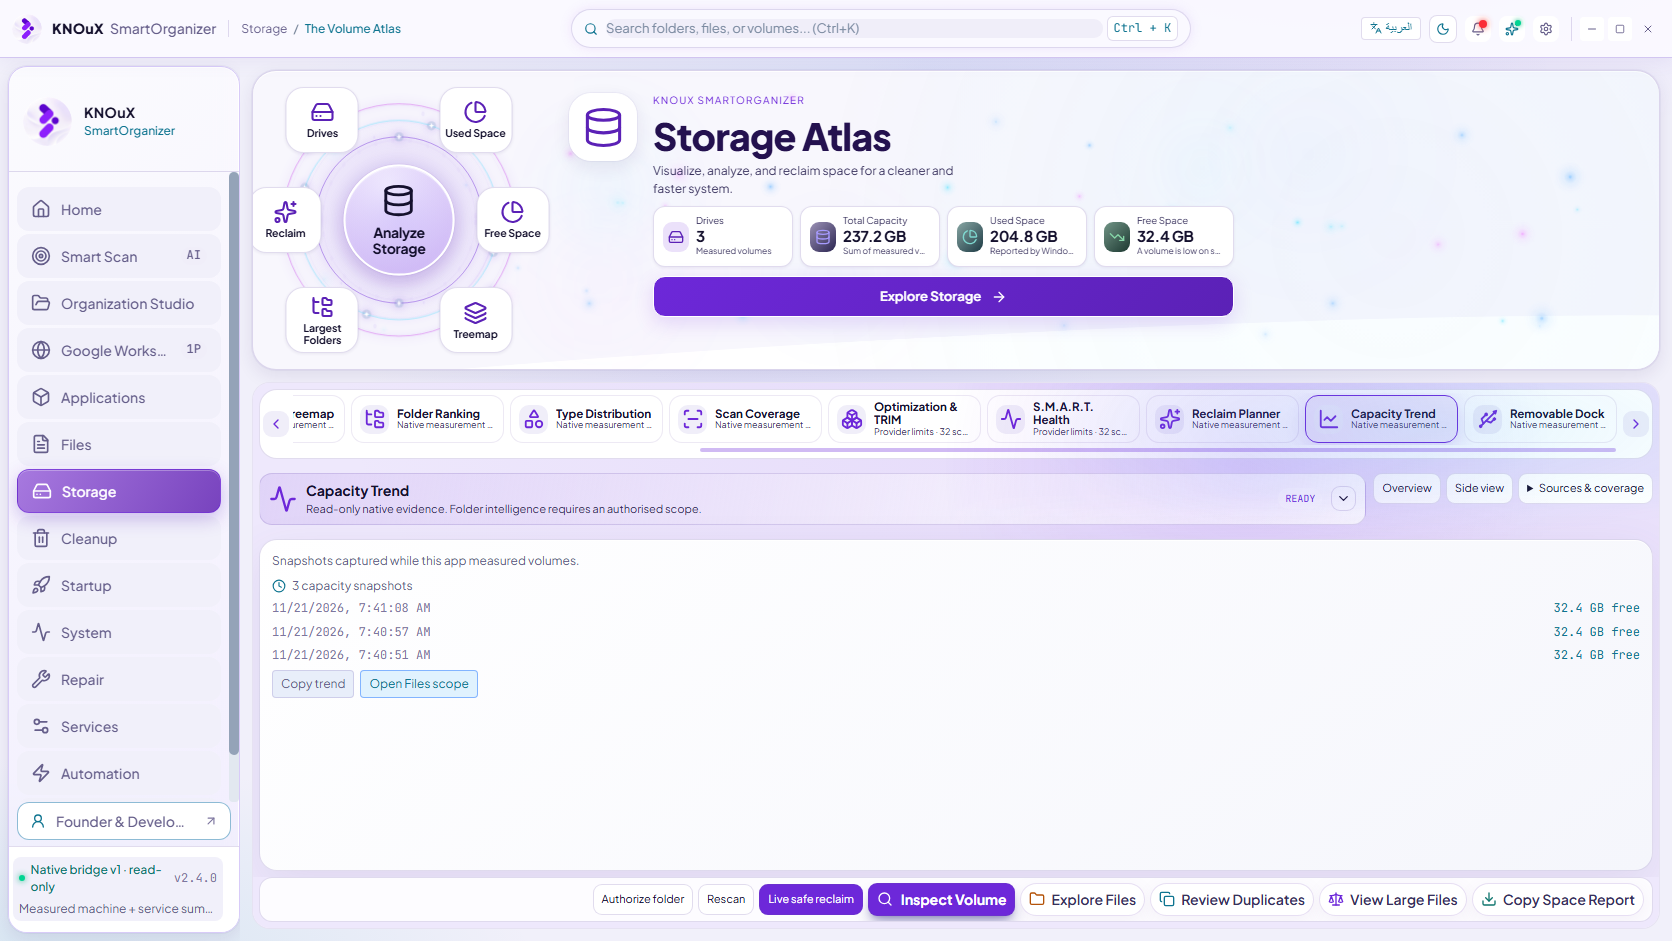 KNOuX SmartOrganizer
Storage / The Volume Atlas
Search folders, files, or volumes... (Ctrl+K)
Ctrl + K
العربية
KNOuX
SmartOrganizer
Home
Smart Scan AI
Organization Studio
Google Works... 1P
Applications
Files
Storage
Cleanup
Startup
System
Repair
Services
Automation
Founder & Develo...
Native bridge v1 · read-only
v2.4.0
Measured machine + service sum...
Drives
Used Space
Reclaim
Analyze Storage
Free Space
Largest Folders
Treemap
KNOUX SMARTORGANIZER
Storage Atlas
Visualize, analyze, and reclaim space for a cleaner and
faster system.
Drives
3
Measured volumes
Total Capacity
237.2 GB
Sum of measured v...
Used Space
204.8 GB
Reported by Windo...
Free Space
32.4 GB
A volume is low on s...
Explore Storage
reemap
urement ...
Folder Ranking
Native measurement ...
Type Distribution
Native measurement ...
Scan Coverage
Native measurement ...
Optimization & TRIM
Provider limits · 32 sc...
S.M.A.R.T. Health
Provider limits · 32 sc...
Reclaim Planner
Native measurement ...
Capacity Trend
Native measurement ...
Removable Dock
Native measurement ...
Capacity Trend
Read-only native evidence. Folder intelligence requires an authorised scope.
READY
Overview
Side view
Sources & coverage
Snapshots captured while this app measured volumes.
3 capacity snapshots
11/21/2026, 7:41:08 AM 32.4 GB free
11/21/2026, 7:40:57 AM 32.4 GB free
11/21/2026, 7:40:51 AM 32.4 GB free
Copy trend
Open Files scope
Authorize folder
Rescan
Live safe reclaim
Inspect Volume
Explore Files
Review Duplicates
View Large Files
Copy Space Report